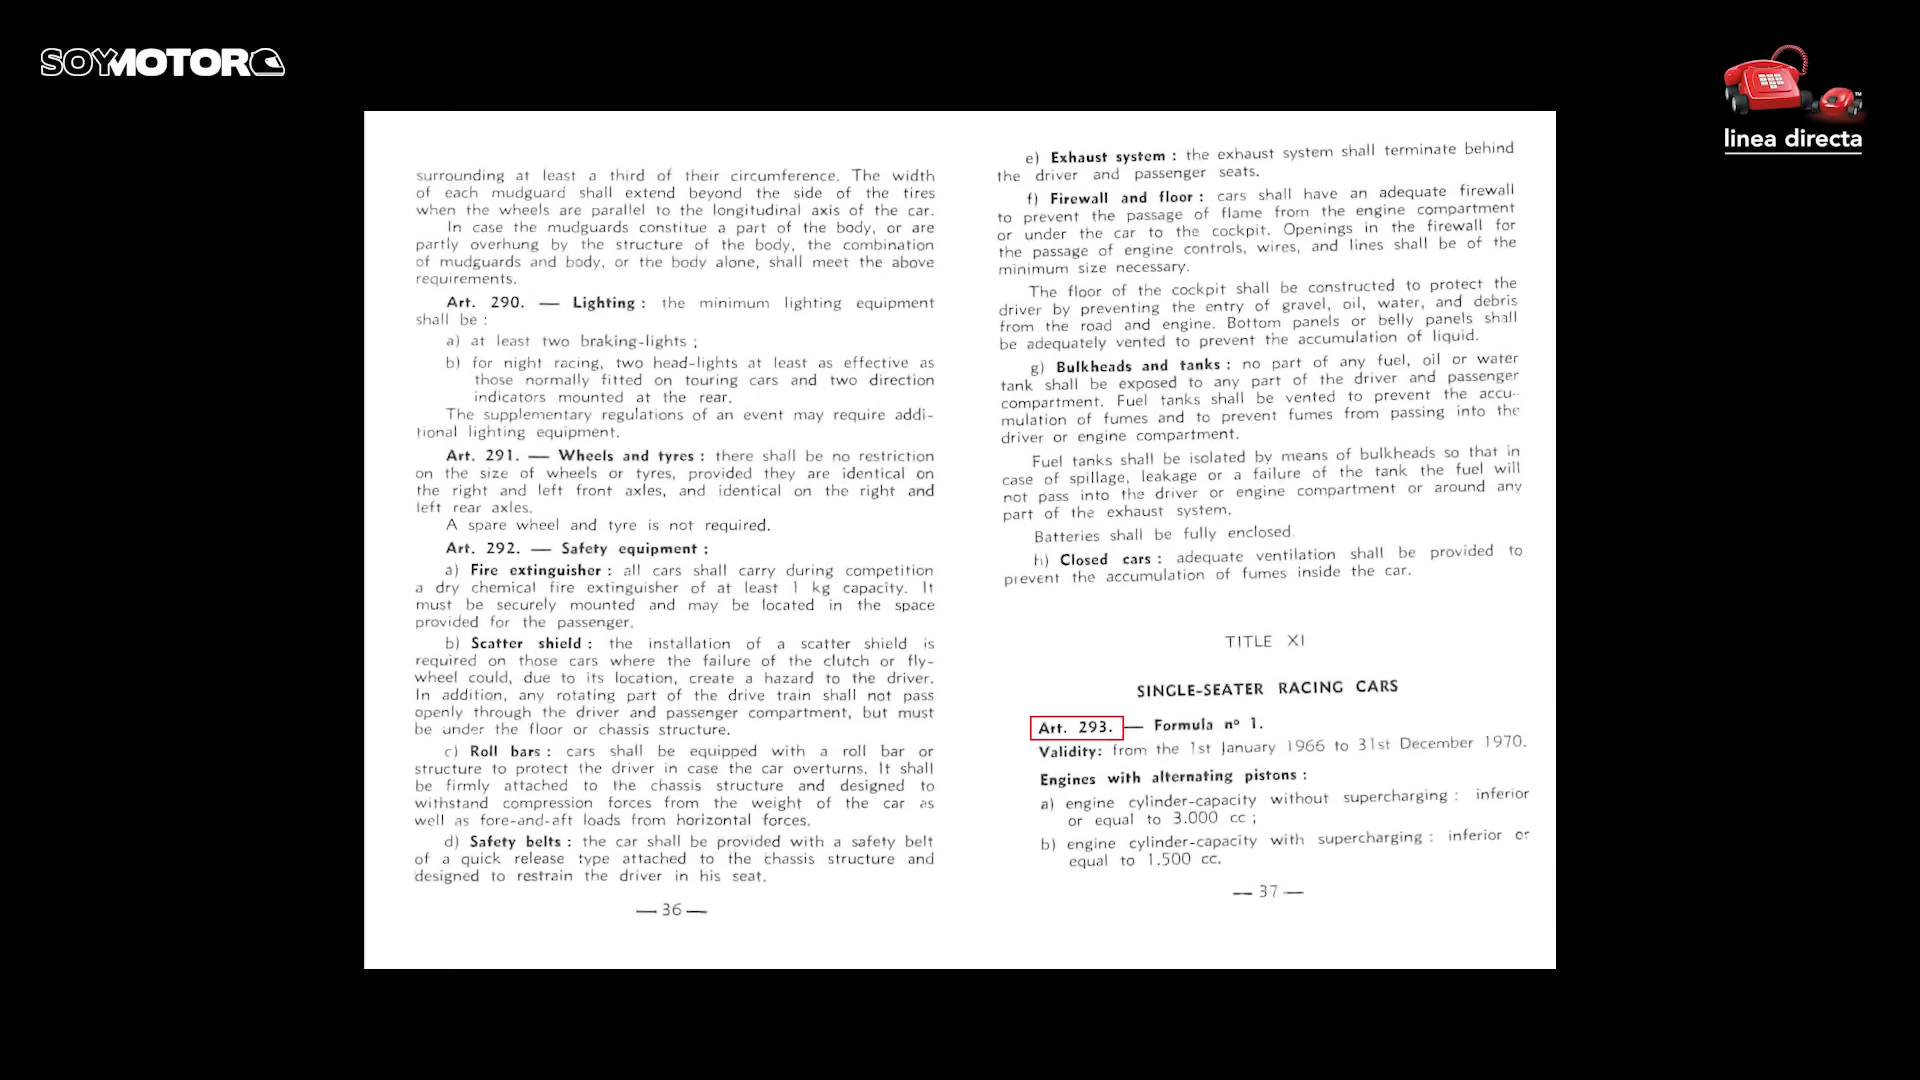 SOYMOTOR
linea directa
surrounding at least a third of their circumference. The width
of each mudguard shall extend beyond the side of the tires
when the wheels are parallel to the longitudinal axis of the car.
In case the mudguards constitue a part of the body, or are
partly overhung by the structure of the body, the combination
of mudguards and body, or the body alone, shall meet the above
requirements.
Art. 290. — Lighting : the minimum lighting equipment
shall be :
a) at least two braking-lights ;
b) for night racing, two head-lights at least as effective as
those normally fitted on touring cars and two direction
indicators mounted at the rear.
The supplementary regulations of an event may require addi-
tional lighting equipment.
Art. 291. — Wheels and tyres : there shall be no restriction
on the size of wheels or tyres, provided they are identical on
the right and left front axles, and identical on the right and
left rear axles.
A spare wheel and tyre is not required.
Art. 292. — Safety equipment :
a) Fire extinguisher : all cars shall carry during competition
a dry chemical fire extinguisher of at least 1 kg capacity. It
must be securely mounted and may be located in the space
provided for the passenger.
b) Scatter shield : the installation of a scatter shield is
required on those cars where the failure of the clutch or fly-
wheel could, due to its location, create a hazard to the driver.
In addition, any rotating part of the drive train shall not pass
openly through the driver and passenger compartment, but must
be under the floor or chassis structure.
c) Roll bars : cars shall be equipped with a roll bar or
structure to protect the driver in case the car overturns. It shall
be firmly attached to the chassis structure and designed to
withstand compression forces from the weight of the car as
well as fore-and-aft loads from horizontal forces.
d) Safety belts : the car shall be provided with a safety belt
of a quick release type attached to the chassis structure and
designed to restrain the driver in his seat.
— 36 —
e) Exhaust system : the exhaust system shall terminate behind
the driver and passenger seats.
f) Firewall and floor : cars shall have an adequate firewall
to prevent the passage of flame from the engine compartment
or under the car to the cockpit. Openings in the firewall for
the passage of engine controls, wires, and lines shall be of the
minimum size necessary.
The floor of the cockpit shall be constructed to protect the
driver by preventing the entry of gravel, oil, water, and debris
from the road and engine. Bottom panels or belly panels shall
be adequately vented to prevent the accumulation of liquid.
g) Bulkheads and tanks : no part of any fuel, oil or water
tank shall be exposed to any part of the driver and passenger
compartment. Fuel tanks shall be vented to prevent the accu-
mulation of fumes and to prevent fumes from passing into the
driver or engine compartment.
Fuel tanks shall be isolated by means of bulkheads so that in
case of spillage, leakage or a failure of the tank the fuel will
not pass into the driver or engine compartment or around any
part of the exhaust system.
Batteries shall be fully enclosed.
h) Closed cars : adequate ventilation shall be provided to
prevent the accumulation of fumes inside the car.
TITLE XI
SINGLE-SEATER RACING CARS
Art. 293. — Formula nº 1.
Validity: from the 1st January 1966 to 31st December 1970.
Engines with alternating pistons :
a) engine cylinder-capacity without supercharging : inferior
or equal to 3.000 cc ;
b) engine cylinder-capacity with supercharging : inferior or
equal to 1.500 cc.
— 37 —